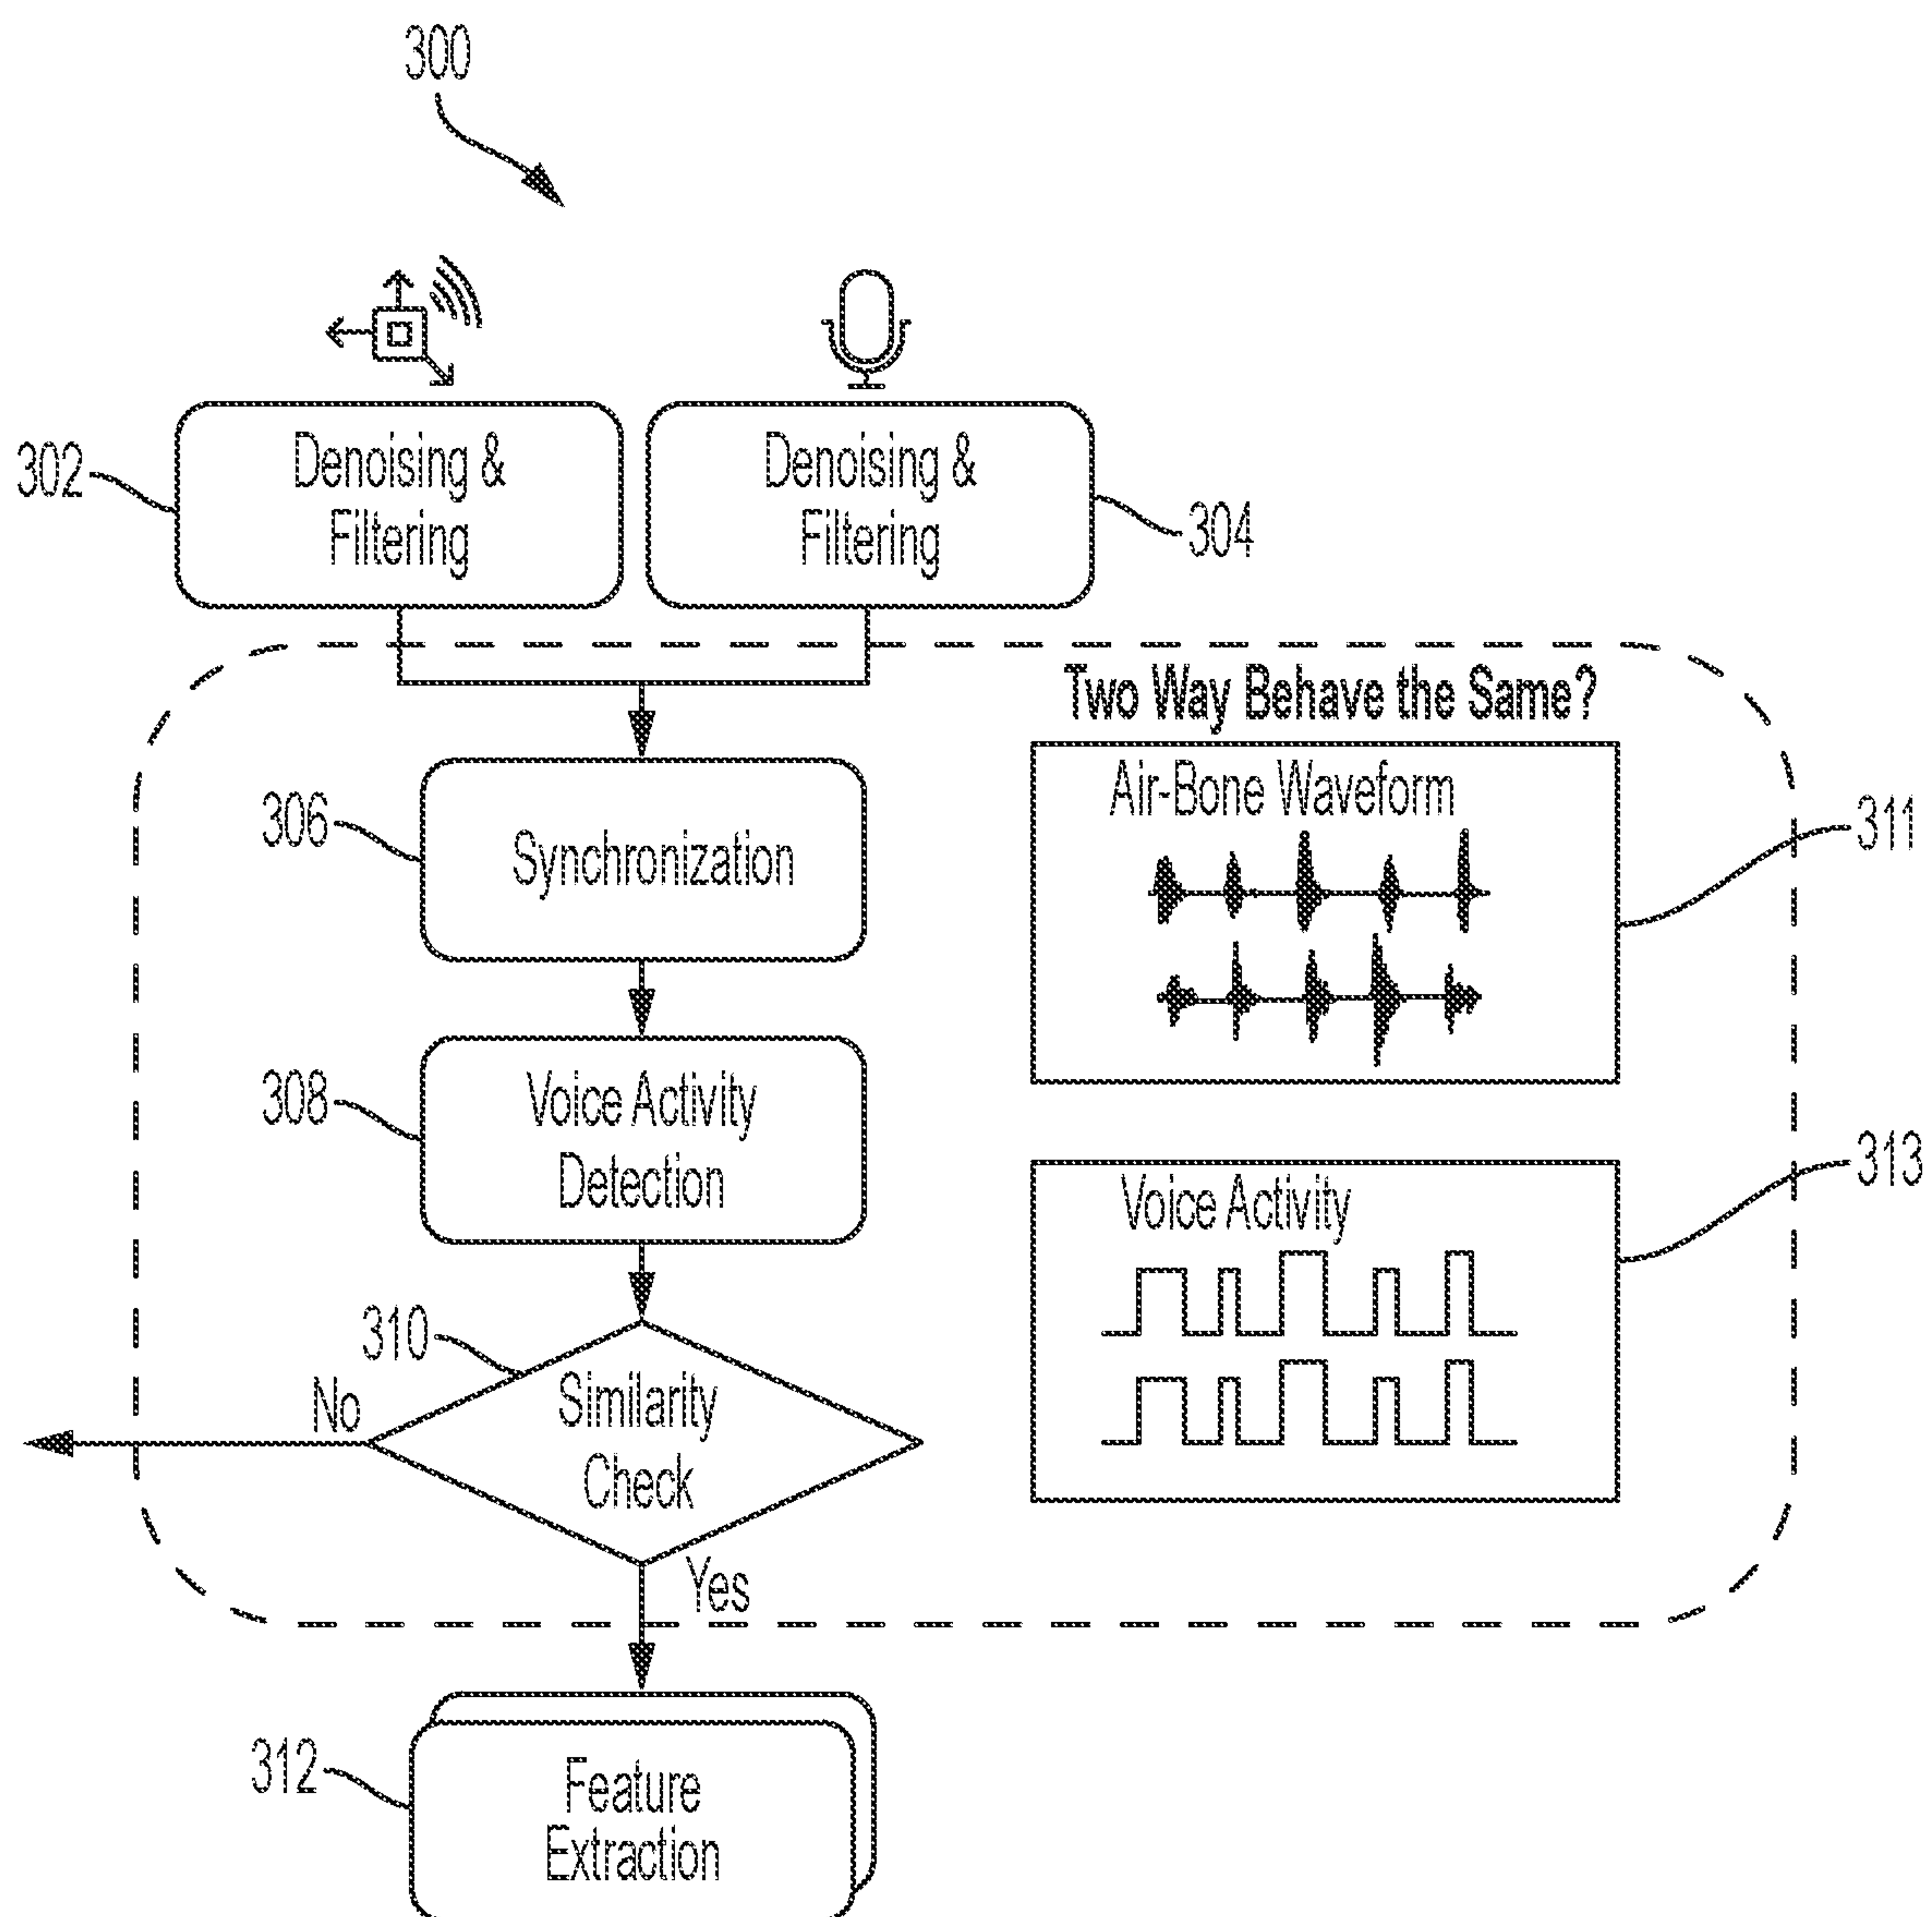 300
302
Denoising &
Filtering
Denoising &
Filtering
304
Two Way Behave the Same?
306
Synchronization
Air-Bone Waveform
311
308
Voice Activity
Detection
Voice Activity
313
310
No
Similarity
Check
Yes
312
Feature
Extraction